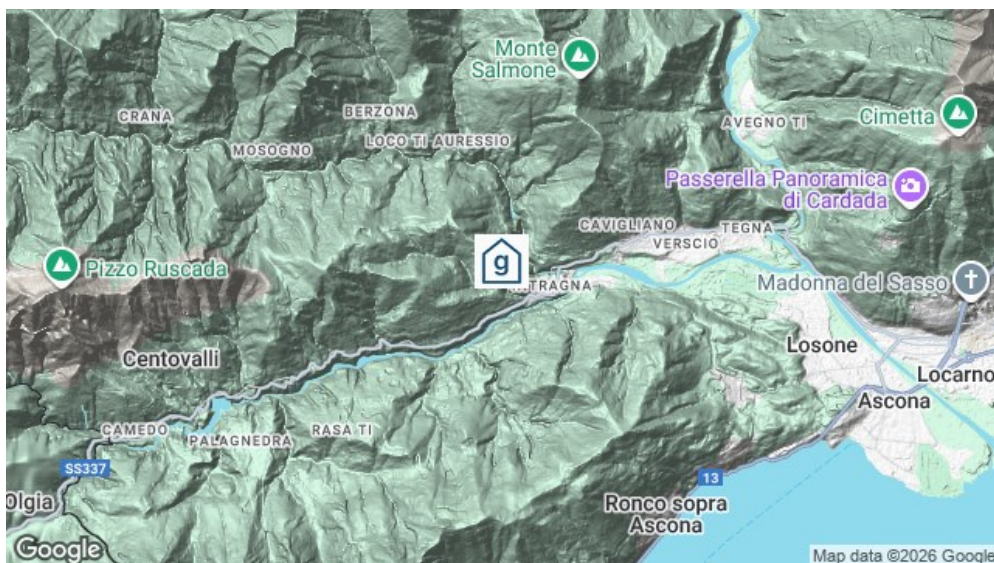 Monte
Salmone
CRANA
BERZONA
LOCO TI AURESSIO
MOSOGNO
AVEGNO TI
Cimetta
Passerella Panoramica
di Cardada
CAVIGLIANO
TEGNA
VERSCIO
Pizzo Ruscada
g
TRAGNA
Madonna del Sasso
Centovalli
Losone
Locarno
Ascona
CAMEDO
PALAGNEDRA
RASA TI
SS337
13
Olgia
Ronco sopra
Ascona
Google
Map data ©2026 Google